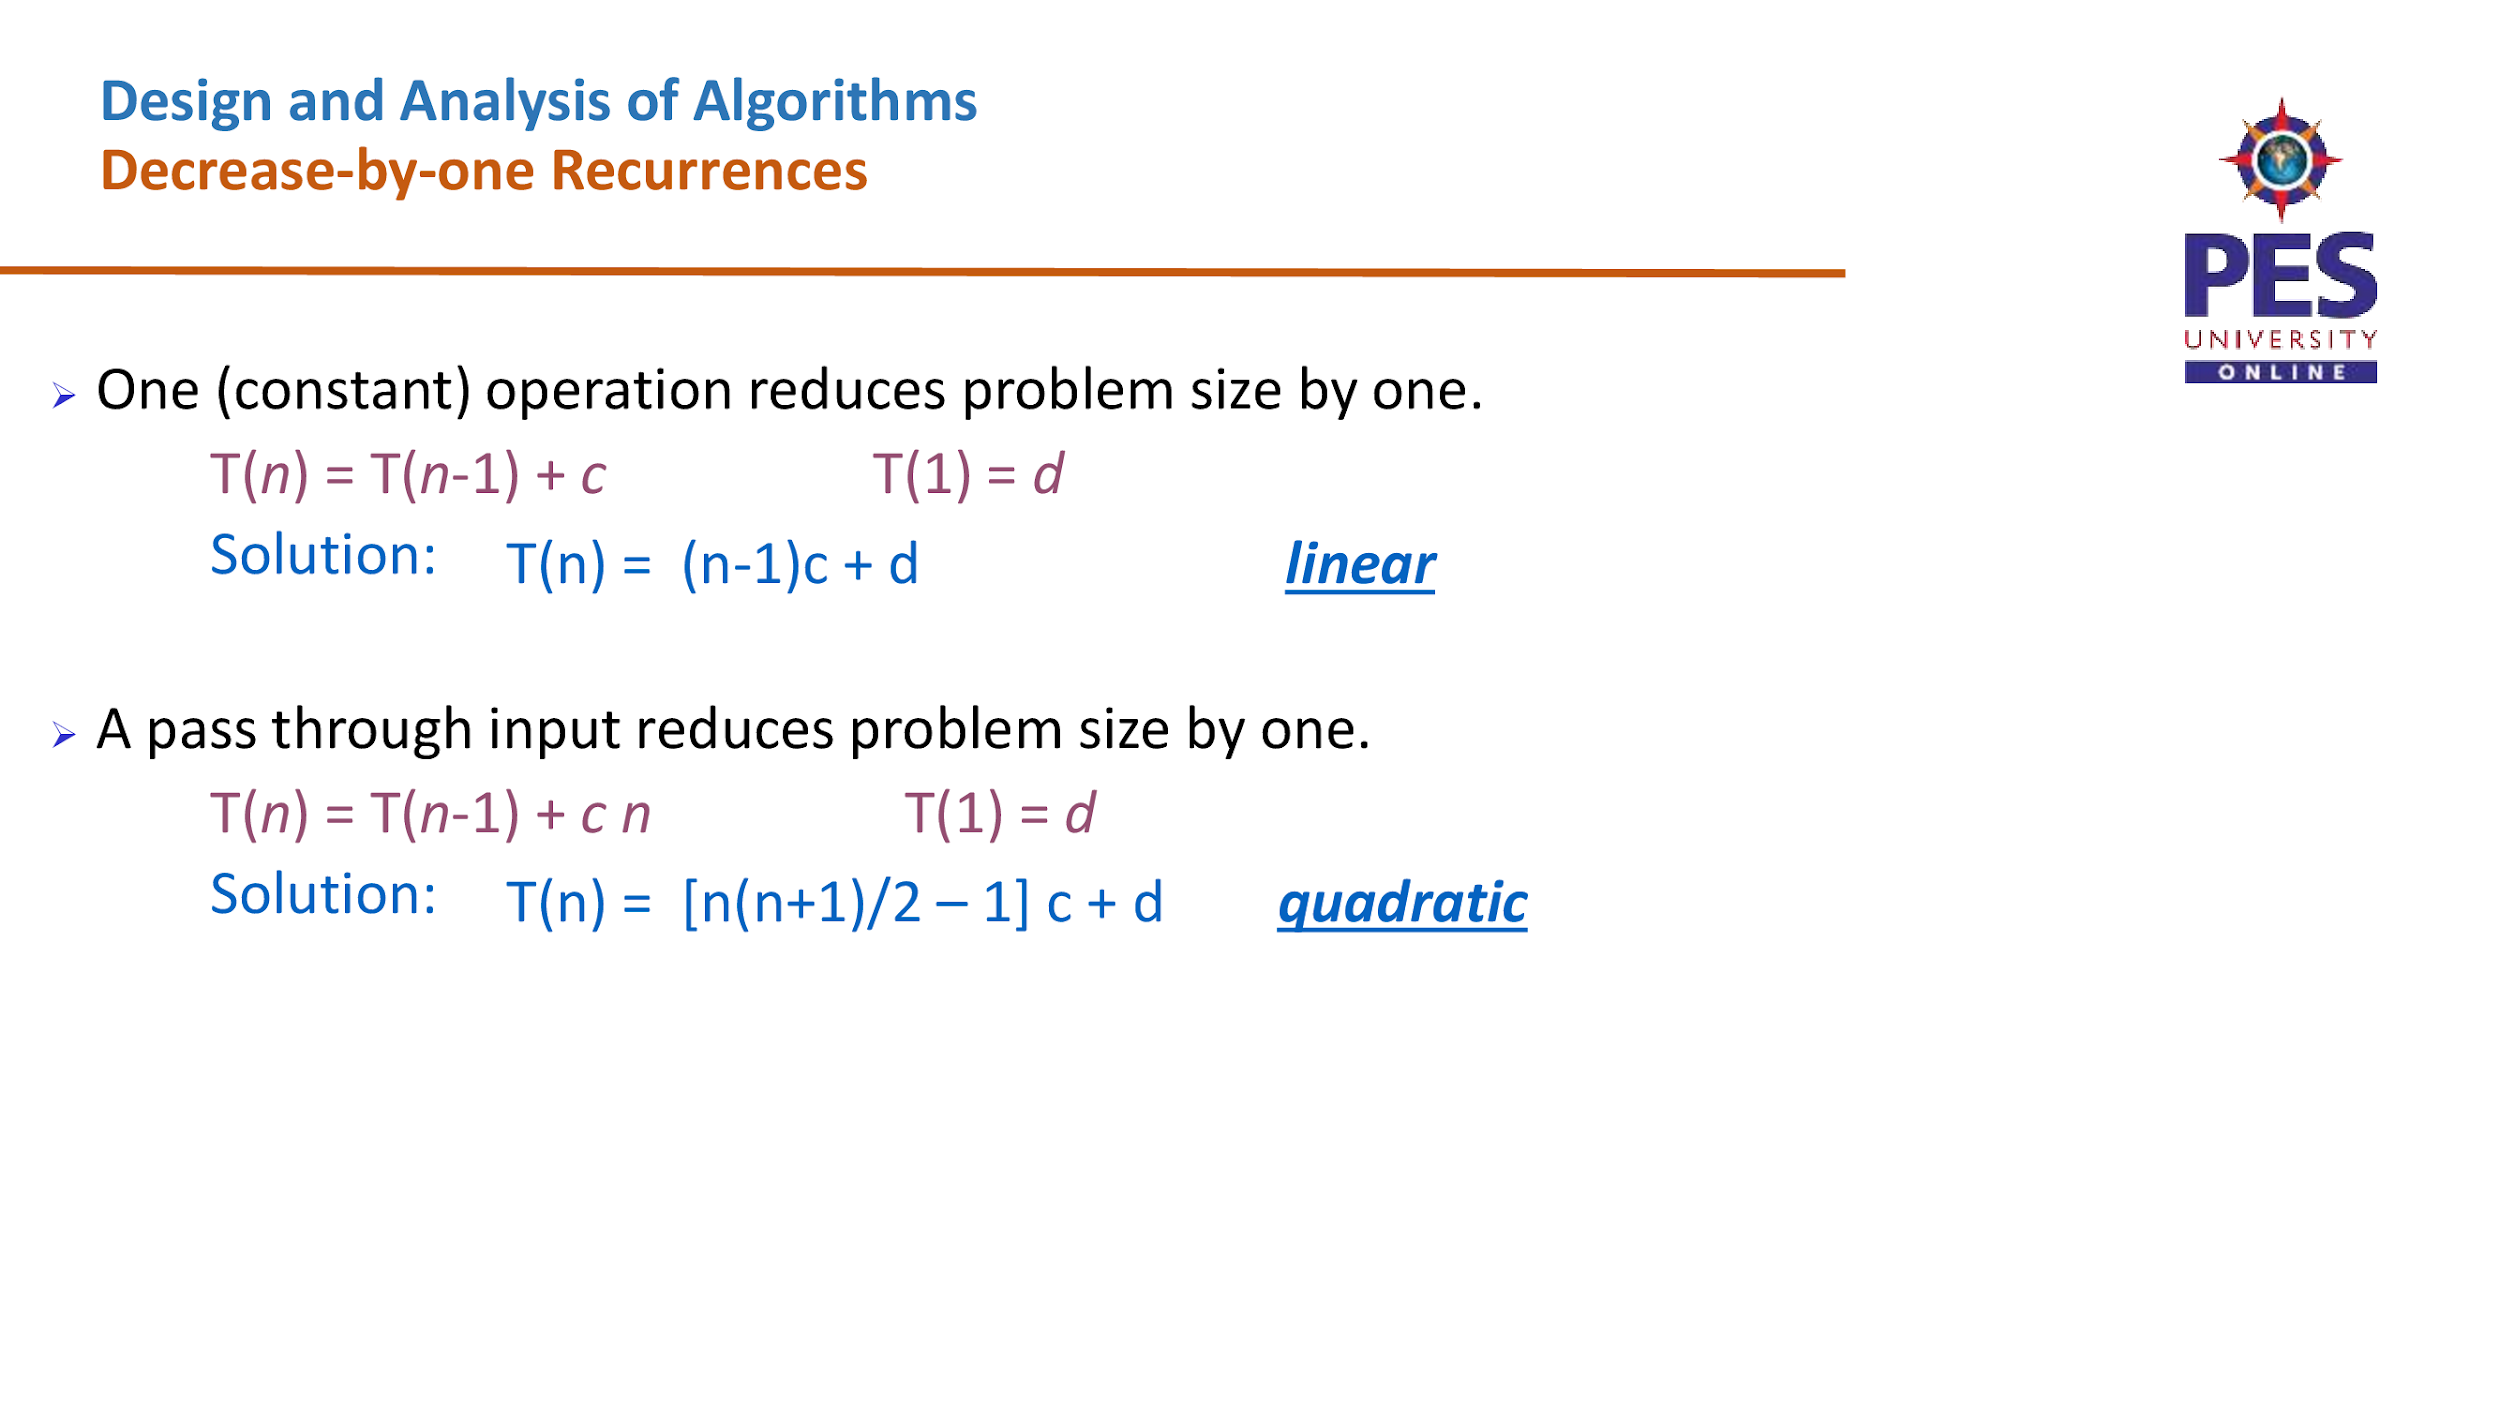 Design and Analysis of Algorithms
Decrease-by-one Recurrences
PES
UNIVERSITY
ONLINE
➢ One (constant) operation reduces problem size by one.
T(n) = T(n-1) + c T(1) = d
Solution: T(n) = (n-1)c + d linear
➢ A pass through input reduces problem size by one.
T(n) = T(n-1) + c n T(1) = d
Solution: T(n) = [n(n+1)/2 – 1] c + d quadratic